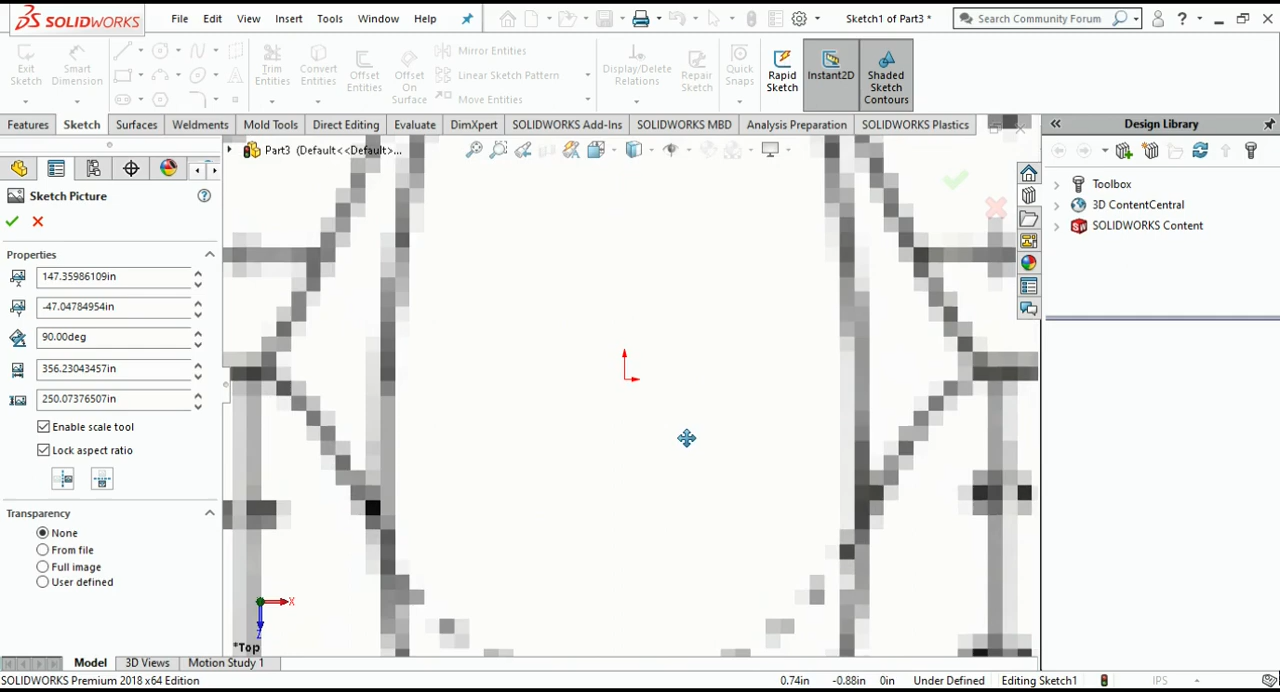 SOLIDWORKS
File Edit View Insert Tools Window Help
Sketch1 of Part3 *
Search Community Forum
Exit Sketch
Smart Dimension
Trim Entities
Convert Entities
Offset Entities
Offset On Surface
Mirror Entities
Linear Sketch Pattern
Move Entities
Display/Delete Relations
Repair Sketch
Quick Snaps
Rapid Sketch
Instant2D
Shaded Sketch Contours
Features Sketch Surfaces Weldments Mold Tools Direct Editing Evaluate DimXpert SOLIDWORKS Add-Ins SOLIDWORKS MBD Analysis Preparation SOLIDWORKS Plastics
Design Library
Part3 (Default<<Default>...
Sketch Picture
Toolbox
3D ContentCentral
SOLIDWORKS Content
Properties
147.35986109in
-47.04784954in
90.00deg
356.23043457in
250.07376507in
Enable scale tool
Lock aspect ratio
Transparency
None
From file
Full image
User defined
X
Z
*Top
Model 3D Views Motion Study 1
SOLIDWORKS Premium 2018 x64 Edition
0.74in -0.88in 0in Under Defined Editing Sketch1 IPS